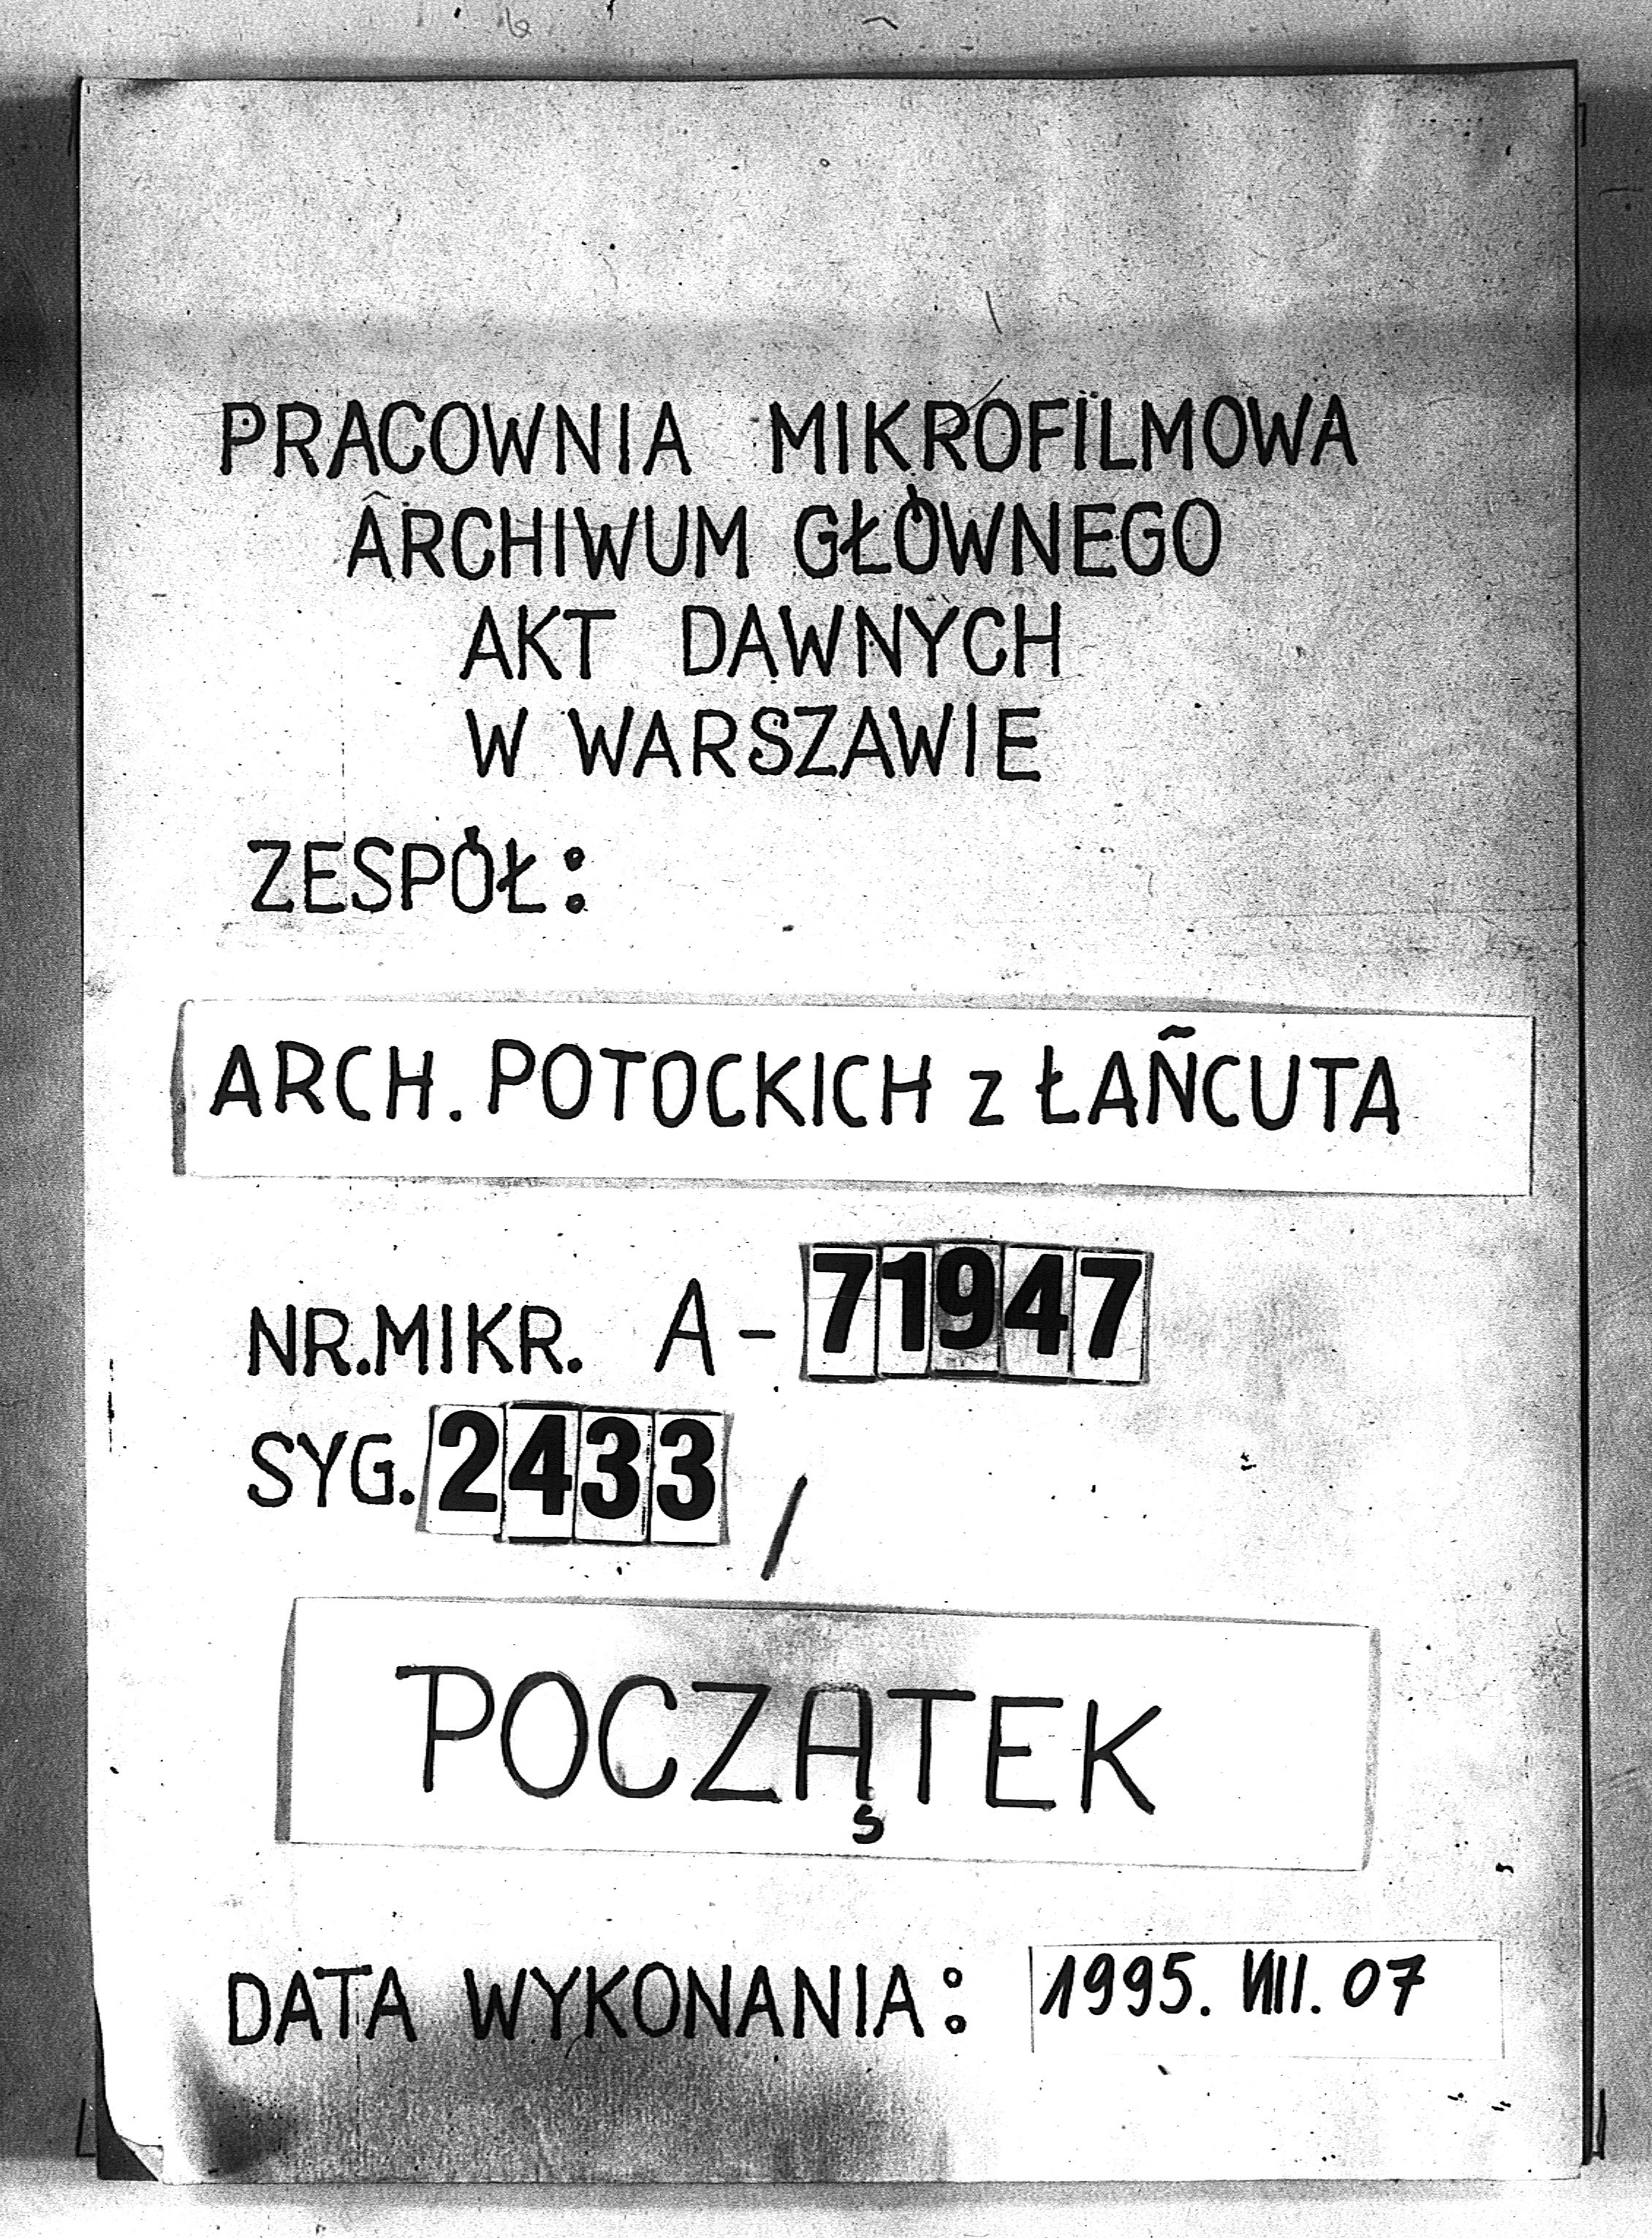 PRACOWNIA MIKROFILMOWA
ARCHIWUM GŁÓWNEGO
AKT DAWNYCH
W WARSZAWIE
ZESPÓŁ:
ARCH. POTOCKICH z ŁAŃCUTA
NR.MIKR. A-71947
SYG. 2433 /
POCZĄTEK
DATA WYKONANIA: 1995. VIII. 07